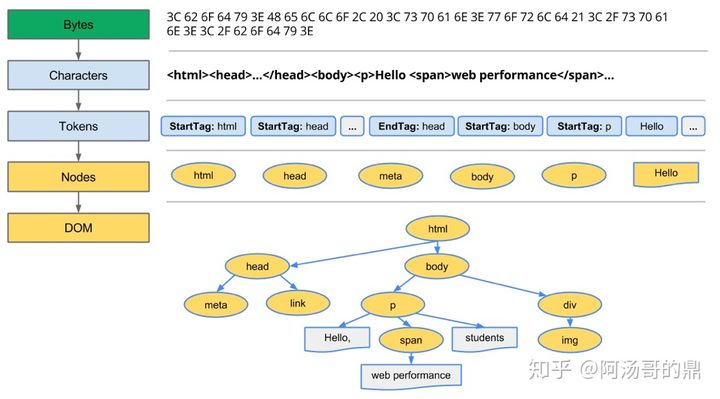 Bytes
3C 62 6F 64 79 3E 48 65 6C 6C 6F 2C 20 3C 73 70 61 6E 3E 77 6F 72 6C 64 21 3C 2F 73 70 61
6E 3E 3C 2F 62 6F 64 79 3E
Characters
<html><head>...</head><body><p>Hello <span>web performance</span>...
Tokens
StartTag: html StartTag: head ... EndTag: head StartTag: body StartTag: p Hello ...
Nodes
html head meta body p Hello
DOM
html
head body
meta link p div
Hello, span students img
web performance
知乎 @阿汤哥的鼎